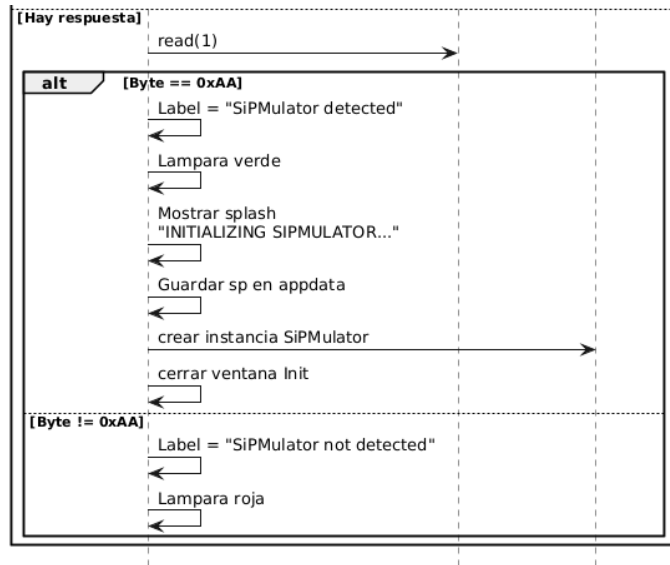 [Hay respuesta]
read(1)
alt [Byte == 0xAA]
Label = "SiPMulator detected"
Lampara verde
Mostrar splash
"INITIALIZING SIPMULATOR..."
Guardar sp en appdata
crear instancia SiPMulator
cerrar ventana Init
[Byte != 0xAA]
Label = "SiPMulator not detected"
Lampara roja